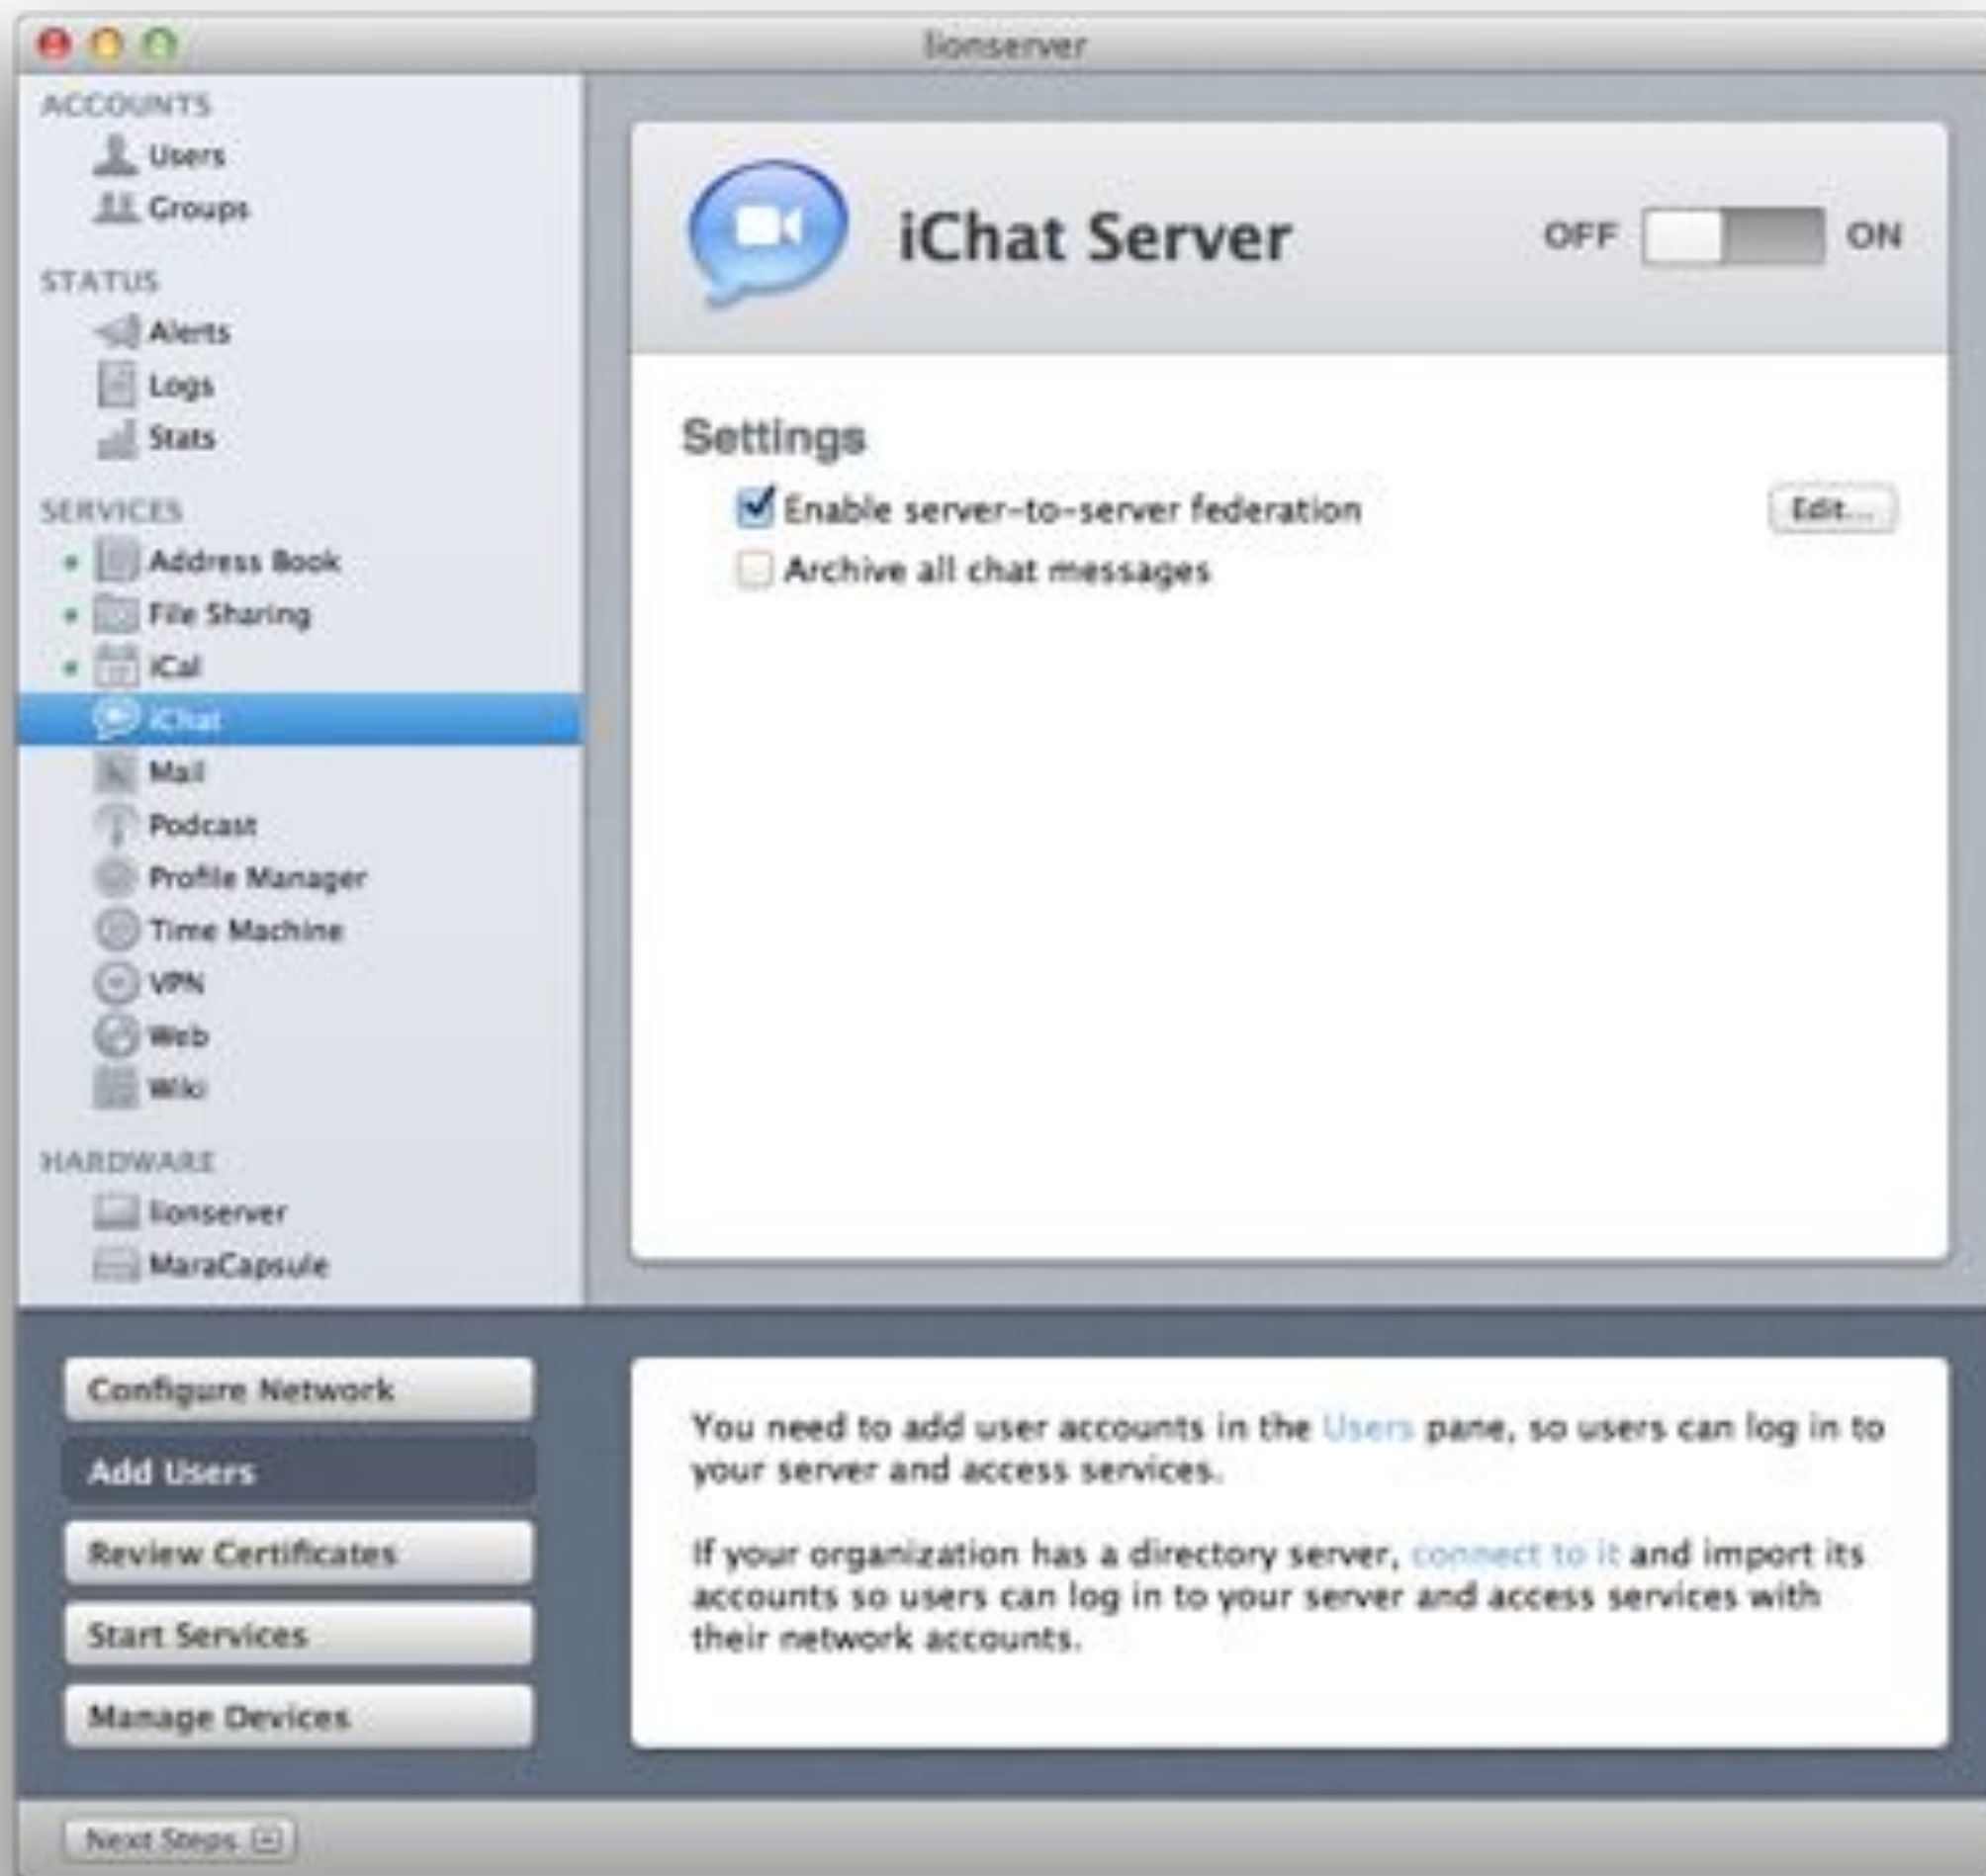 lionserver
ACCOUNTS
Users
Groups
STATUS
Alerts
Logs
Stats
SERVICES
Address Book
File Sharing
iCal
iChat
Mail
Podcast
Profile Manager
Time Machine
VPN
Web
Wiki
HARDWARE
lionserver
MaraCapsule
iChat Server
OFF ON
Settings
Enable server-to-server federation
Edit...
Archive all chat messages
Configure Network
Add Users
Review Certificates
Start Services
Manage Devices
You need to add user accounts in the Users pane, so users can log in to
your server and access services.
If your organization has a directory server, connect to it and import its
accounts so users can log in to your server and access services with
their network accounts.
Next Steps